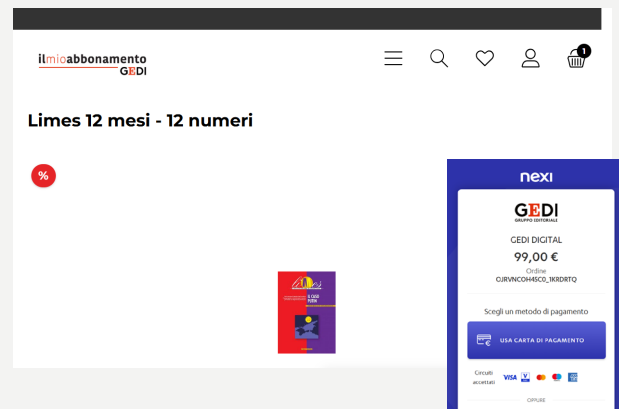 ilmioabbonamento
GEDI
1
Limes 12 mesi - 12 numeri
%
nexi
GEDI
GRUPPO EDITORIALE
GEDI DIGITAL
99,00 €
Ordine
Scegli un metodo di pagamento
USA CARTA DI PAGAMENTO
Circuiti
accettati
VISA
OPPURE